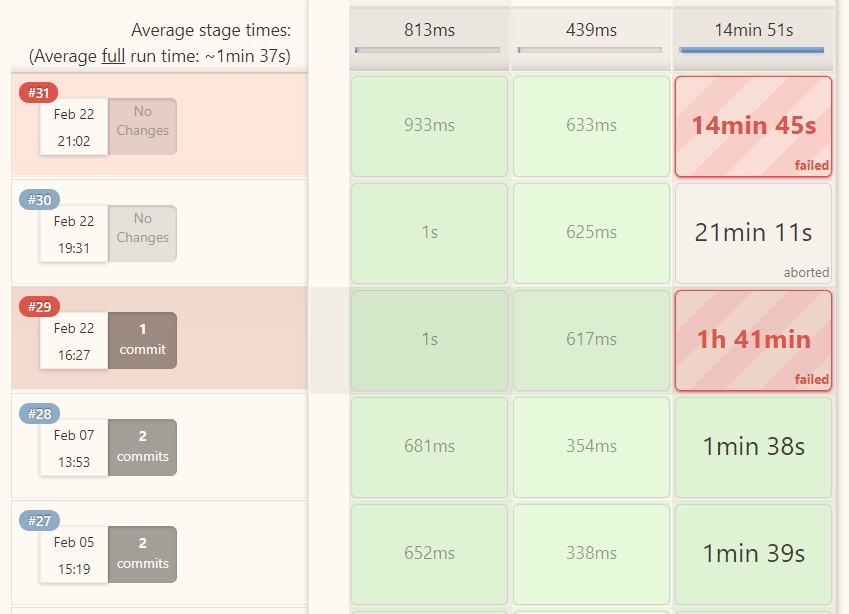 Average stage times:
(Average full run time: ~1min 37s)
813ms
439ms
14min 51s
#31
Feb 22
21:02
No
Changes
933ms
633ms
14min 45s
failed
#30
Feb 22
19:31
No
Changes
1s
625ms
21min 11s
aborted
#29
Feb 22
16:27
1
commit
1s
617ms
1h 41min
failed
#28
Feb 07
13:53
2
commits
681ms
354ms
1min 38s
#27
Feb 05
15:19
2
commits
652ms
338ms
1min 39s